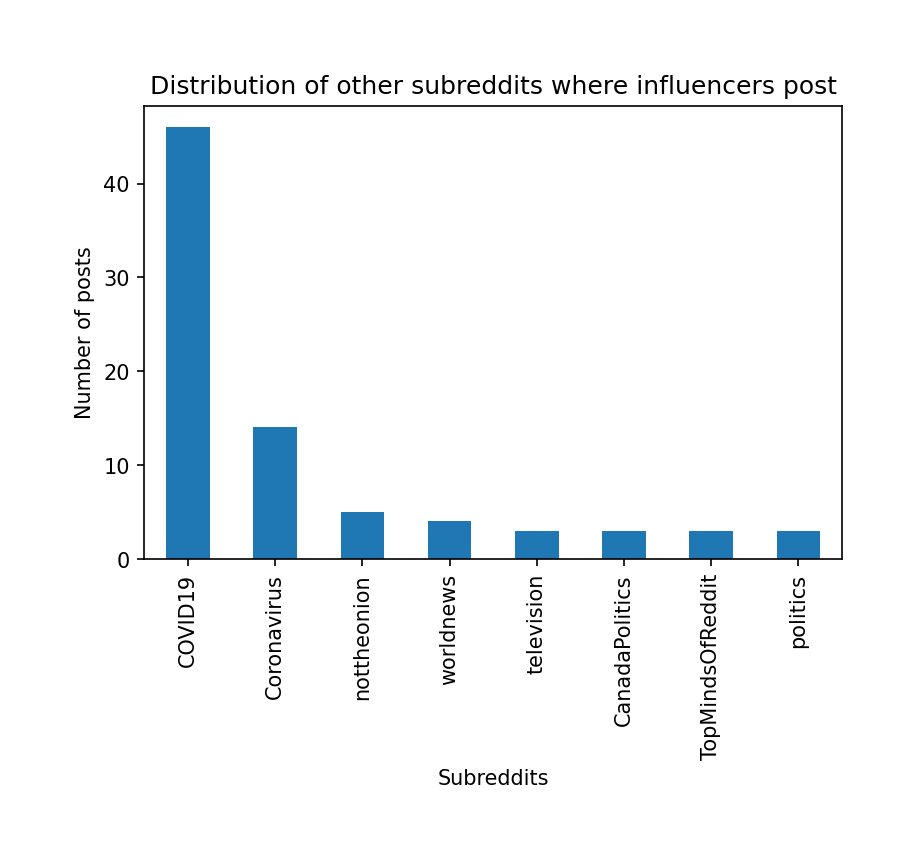 Distribution of other subreddits where influencers post
Number of posts
40
30
20
10
0
COVID19
Coronavirus
nottheonion
worldnews
television
CanadaPolitics
TopMindsOfReddit
politics
Subreddits